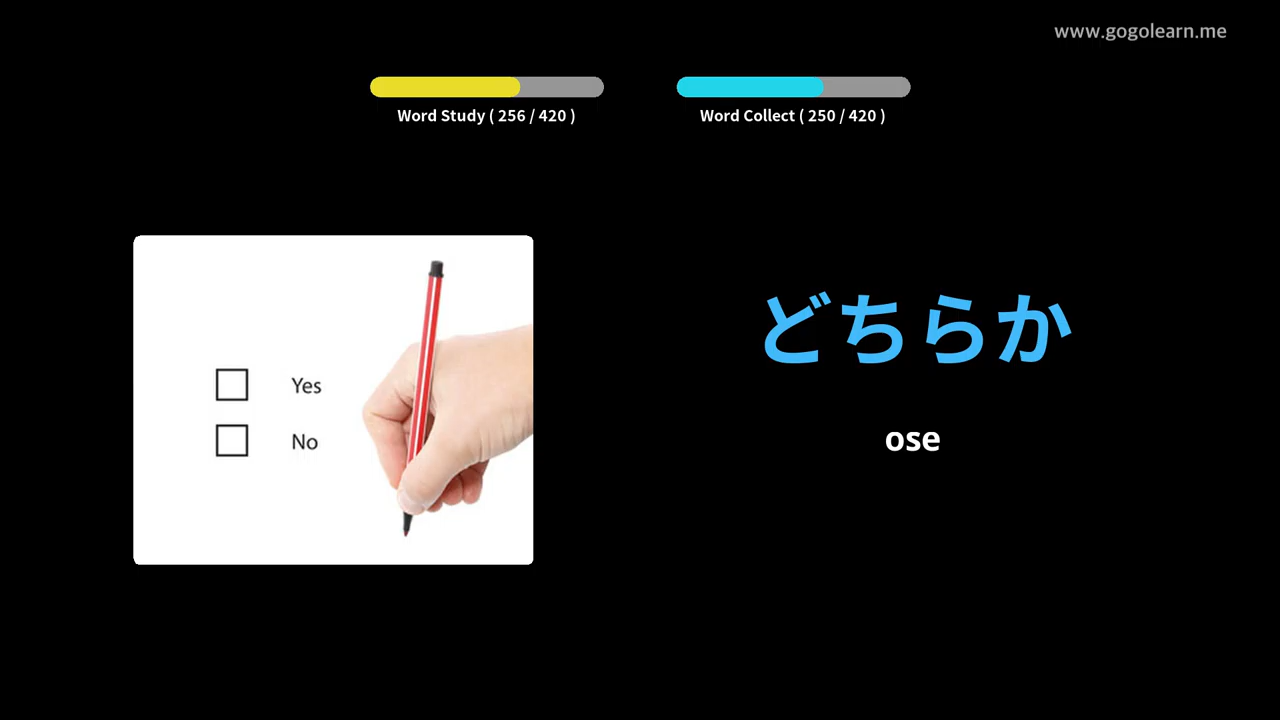 www.gogolearn.me
Word Study ( 256 / 420 )
Word Collect ( 250 / 420 )
Yes
No
どちらか
ose